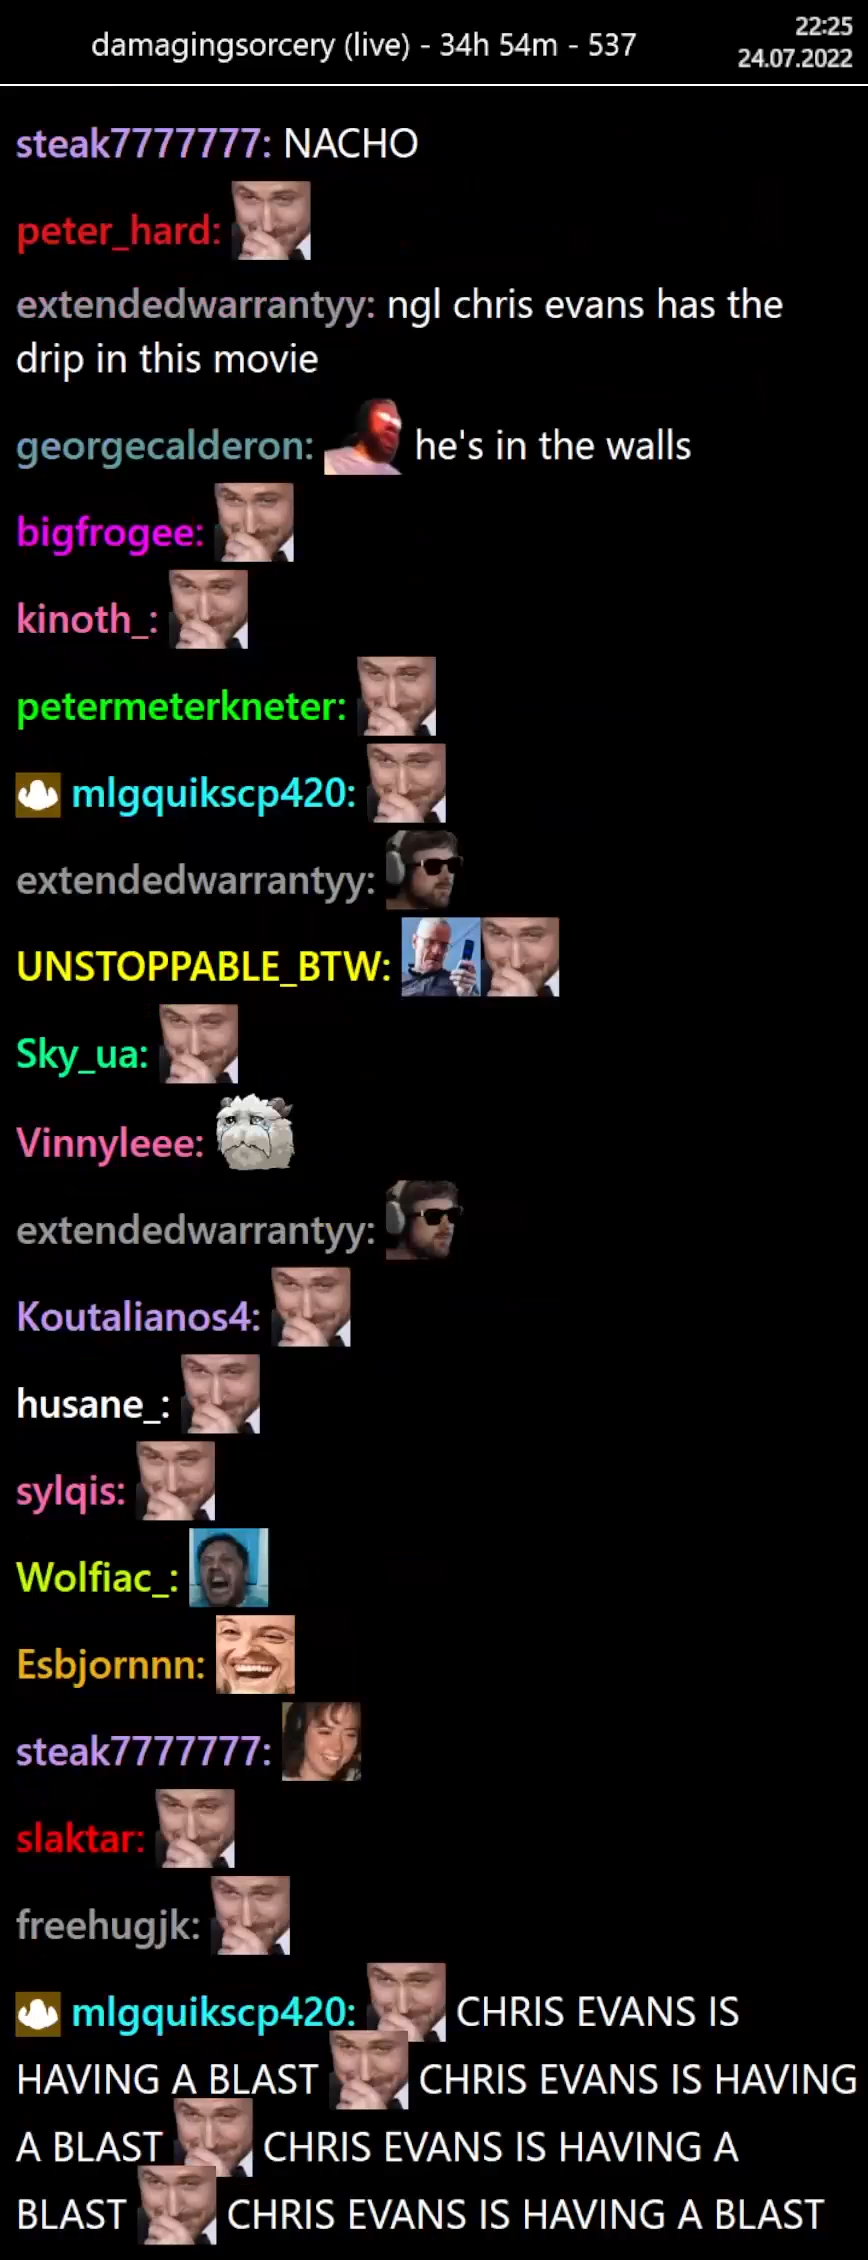 damagingsorcery (live) - 34h 54m - 537
22:25
24.07.2022
steak7777777: NACHO
peter_hard:
extendedwarrantyy: ngl chris evans has the
drip in this movie
georgecalderon: he's in the walls
bigfrogee:
kinoth_:
petermeterkneter:
mlgquikscp420:
extendedwarrantyy:
UNSTOPPABLE_BTW:
Sky_ua:
Vinnyleee:
extendedwarrantyy:
Koutalianos4:
husane_:
sylqis:
Wolfiac_:
Esbjornnn:
steak7777777:
slaktar:
freehugjk:
mlgquikscp420: CHRIS EVANS IS
HAVING A BLAST CHRIS EVANS IS HAVING
A BLAST CHRIS EVANS IS HAVING A
BLAST CHRIS EVANS IS HAVING A BLAST